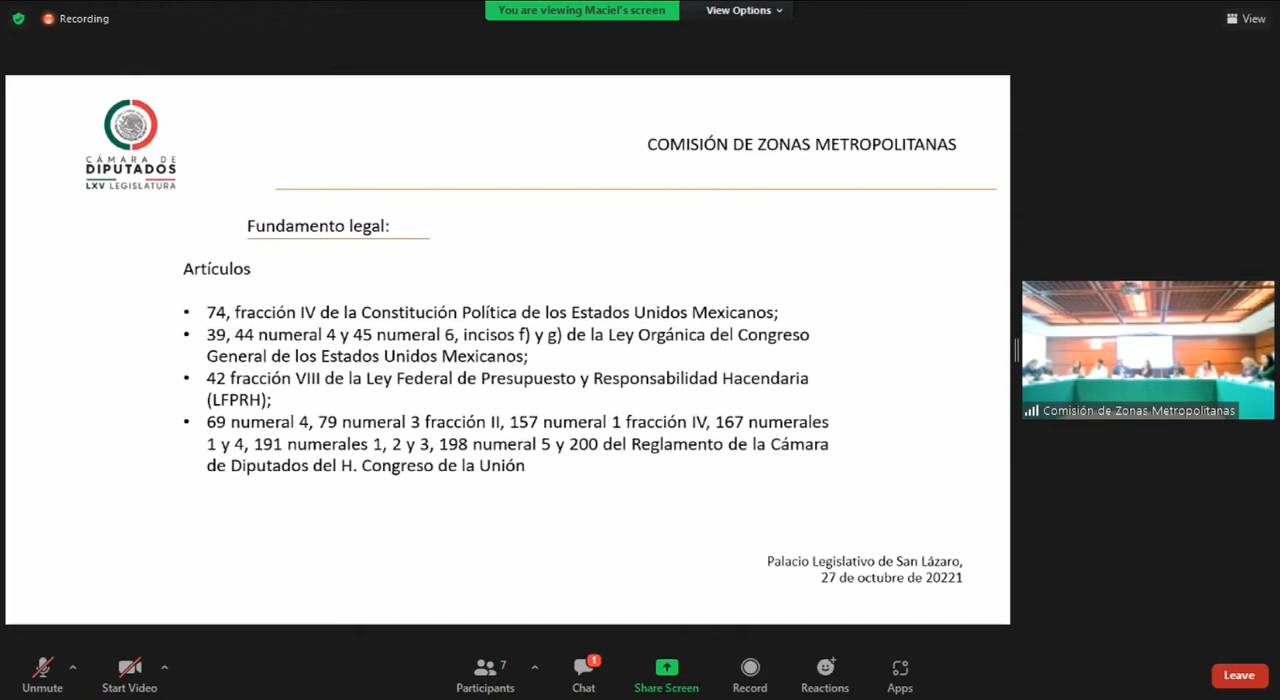 Recording
You are viewing Maciel's screen
View Options
View
CÁMARA DE
DIPUTADOS
LXV LEGISLATURA
COMISIÓN DE ZONAS METROPOLITANAS
Fundamento legal:
Artículos
• 74, fracción IV de la Constitución Política de los Estados Unidos Mexicanos;
• 39, 44 numeral 4 y 45 numeral 6, incisos f) y g) de la Ley Orgánica del Congreso
General de los Estados Unidos Mexicanos;
• 42 fracción VIII de la Ley Federal de Presupuesto y Responsabilidad Hacendaria
(LFPRH);
• 69 numeral 4, 79 numeral 3 fracción II, 157 numeral 1 fracción IV, 167 numerales
1 y 4, 191 numerales 1, 2 y 3, 198 numeral 5 y 200 del Reglamento de la Cámara
de Diputados del H. Congreso de la Unión
Palacio Legislativo de San Lázaro,
27 de octubre de 20221
Comisión de Zonas Metropolitanas
Unmute
Start Video
7
Participants
1
Chat
Share Screen
Record
Reactions
Apps
Leave